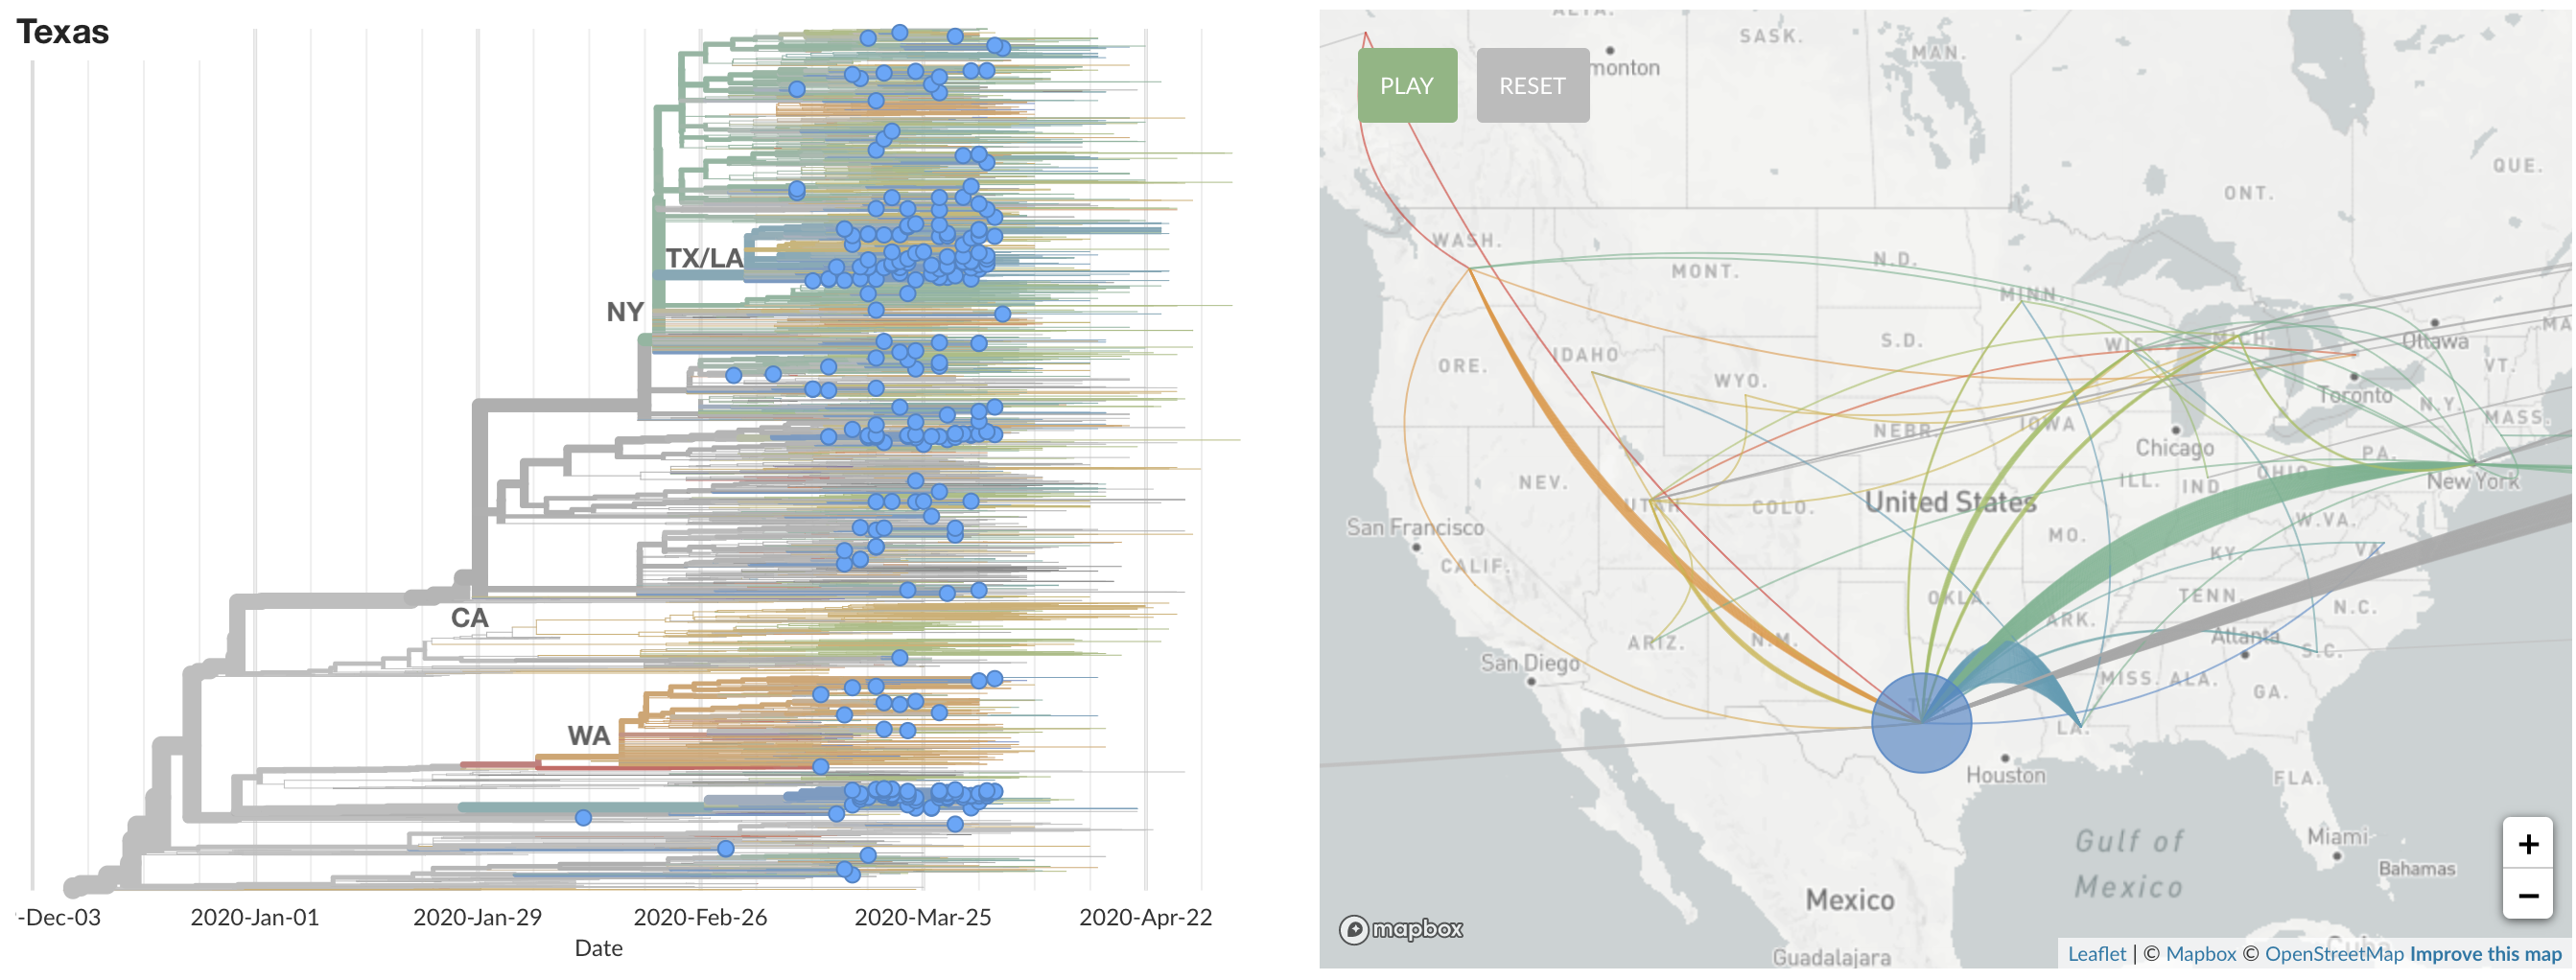 Texas
TX/LA
NY
CA
WA
-Dec-03
2020-Jan-01
2020-Jan-29
2020-Feb-26
2020-Mar-25
2020-Apr-22
Date
PLAY
RESET
ALTA.
SASK.
MAN.
monton
QUE.
ONT.
WASH.
N.D.
MONT.
MINN.
Ottawa
MA
S.D.
WIS.
MICH.
ORE.
IDAHO
VT.
WYO.
Toronto
N.Y.
MASS.
NEBR.
IOWA
Chicago
PA.
NEV.
ILL.
IND
OHIO
New York
UTAH
COLO.
United States
San Francisco
W.VA.
MO.
KY.
VA.
CALIF.
OKLA.
TENN.
N.C.
ARK.
ARIZ.
N.M.
Atlanta
S.C.
San Diego
MISS.
ALA.
GA.
LA.
Houston
FLA.
Gulf of
Mexico
Miami
Bahamas
Mexico
mapbox
Guadalajara
Cuba
+
−
Leaflet | © Mapbox © OpenStreetMap Improve this map